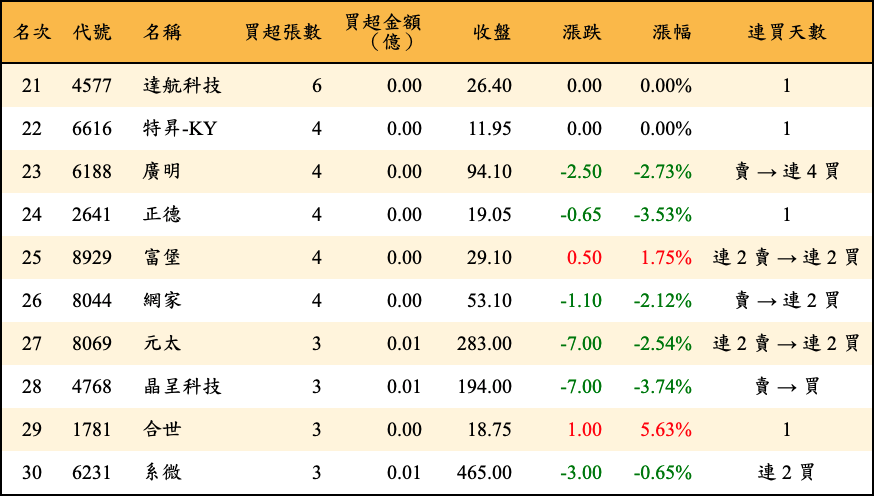 名次 代號 名稱 買超張數 買超金額（億） 收盤 漲跌 漲幅 連買天數
21 4577 達航科技 6 0.00 26.40 0.00 0.00% 1
22 6616 特昇-KY 4 0.00 11.95 0.00 0.00% 1
23 6188 廣明 4 0.00 94.10 -2.50 -2.73% 賣 → 連 4 買
24 2641 正德 4 0.00 19.05 -0.65 -3.53% 1
25 8929 富堡 4 0.00 29.10 0.50 1.75% 連 2 賣 → 連 2 買
26 8044 網家 4 0.00 53.10 -1.10 -2.12% 賣 → 連 2 買
27 8069 元太 3 0.01 283.00 -7.00 -2.54% 連 2 賣 → 連 2 買
28 4768 晶呈科技 3 0.01 194.00 -7.00 -3.74% 賣 → 買
29 1781 合世 3 0.00 18.75 1.00 5.63% 1
30 6231 系微 3 0.01 465.00 -3.00 -0.65% 連 2 買